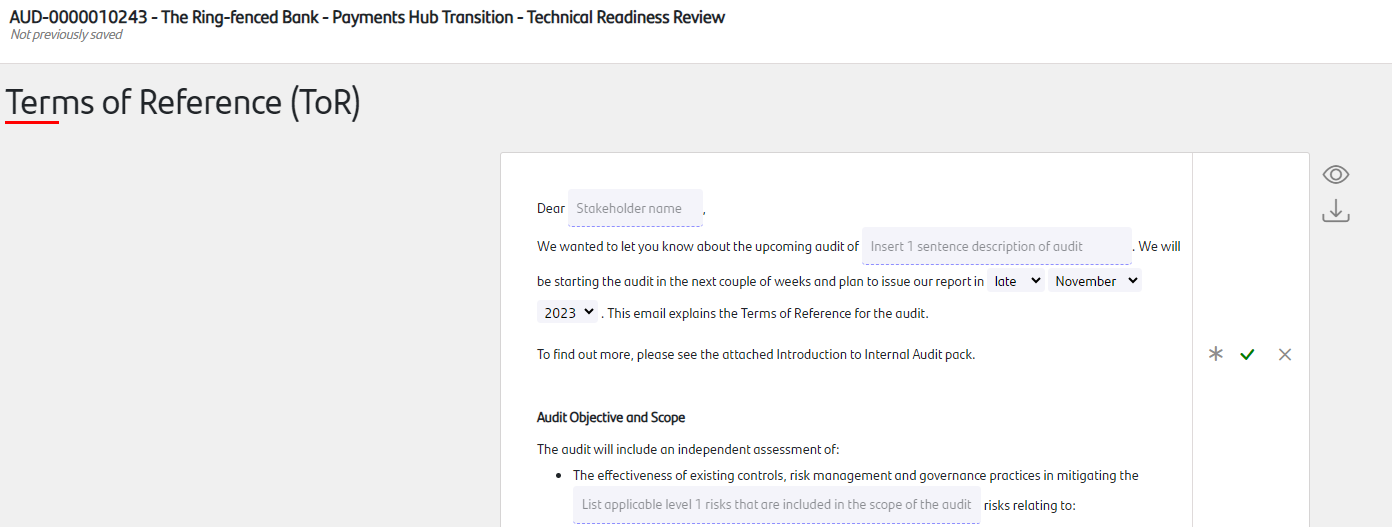 AUD-0000010243 - The Ring-fenced Bank - Payments Hub Transition - Technical Readiness Review
Not previously saved
Terms of Reference (ToR)
Dear Stakeholder name ,
We wanted to let you know about the upcoming audit of Insert 1 sentence description of audit . We will
be starting the audit in the next couple of weeks and plan to issue our report in late November
2023 . This email explains the Terms of Reference for the audit.
To find out more, please see the attached Introduction to Internal Audit pack.
Audit Objective and Scope
The audit will include an independent assessment of:
• The effectiveness of existing controls, risk management and governance practices in mitigating the
List applicable level 1 risks that are included in the scope of the audit risks relating to: